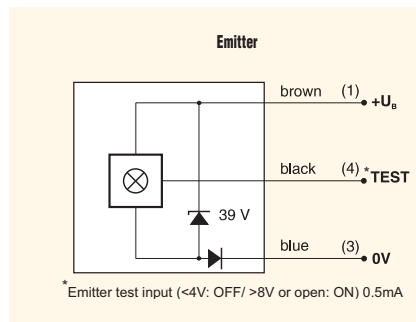 Emitter
brown (1) +U_B
black (4) *TEST
39 V
blue (3) 0V
*Emitter test input (<4V: OFF/ >8V or open: ON) 0.5mA